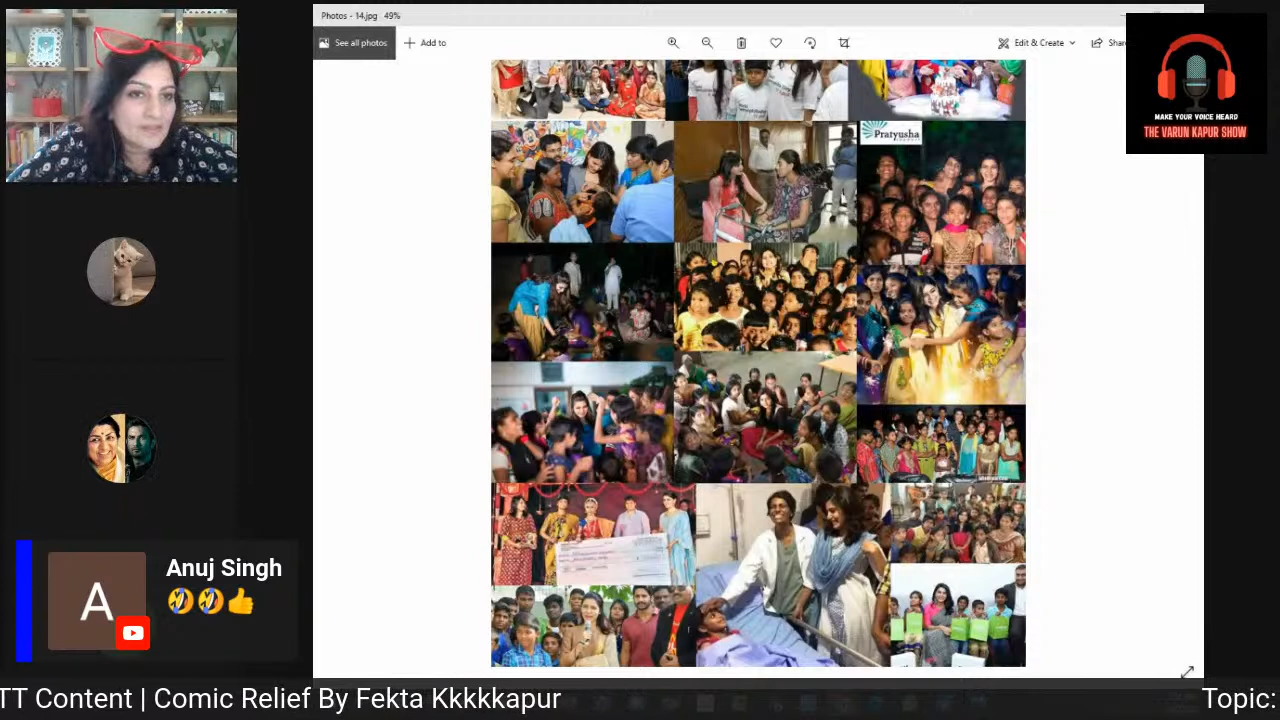 Photos - 14.jpg 49%
See all photos
Add to
Edit & Create
Shar
MAKE YOUR VOICE HEARD
THE VARUN KAPUR SHOW
Pratyusha
Anuj Singh
🤣🤣👍
A
TT Content | Comic Relief By Fekta Kkkkkapur
Topic: